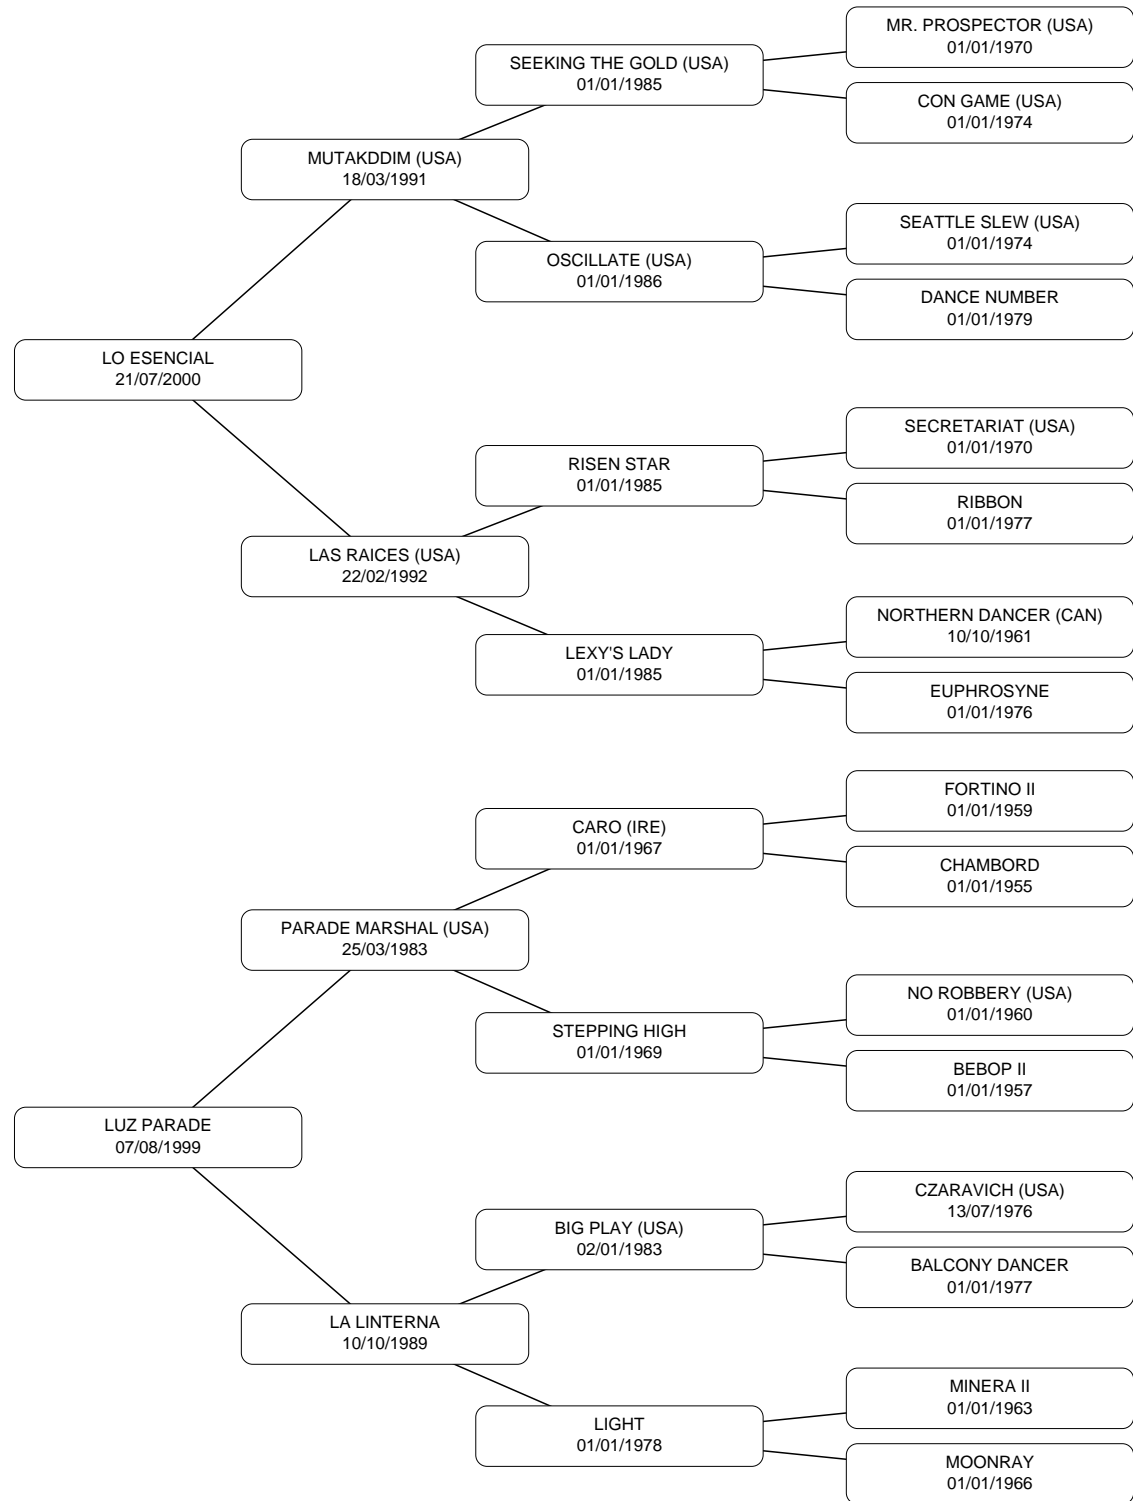 MR. PROSPECTOR (USA)
01/01/1970
SEEKING THE GOLD (USA)
01/01/1985
CON GAME (USA)
01/01/1974
MUTAKDDIM (USA)
18/03/1991
SEATTLE SLEW (USA)
01/01/1974
OSCILLATE (USA)
01/01/1986
DANCE NUMBER
01/01/1979
LO ESENCIAL
21/07/2000
SECRETARIAT (USA)
01/01/1970
RISEN STAR
01/01/1985
RIBBON
01/01/1977
LAS RAICES (USA)
22/02/1992
NORTHERN DANCER (CAN)
10/10/1961
LEXY'S LADY
01/01/1985
EUPHROSYNE
01/01/1976
FORTINO II
01/01/1959
CARO (IRE)
01/01/1967
CHAMBORD
01/01/1955
PARADE MARSHAL (USA)
25/03/1983
NO ROBBERY (USA)
01/01/1960
STEPPING HIGH
01/01/1969
BEBOP II
01/01/1957
LUZ PARADE
07/08/1999
CZARAVICH (USA)
13/07/1976
BIG PLAY (USA)
02/01/1983
BALCONY DANCER
01/01/1977
LA LINTERNA
10/10/1989
MINERA II
01/01/1963
LIGHT
01/01/1978
MOONRAY
01/01/1966